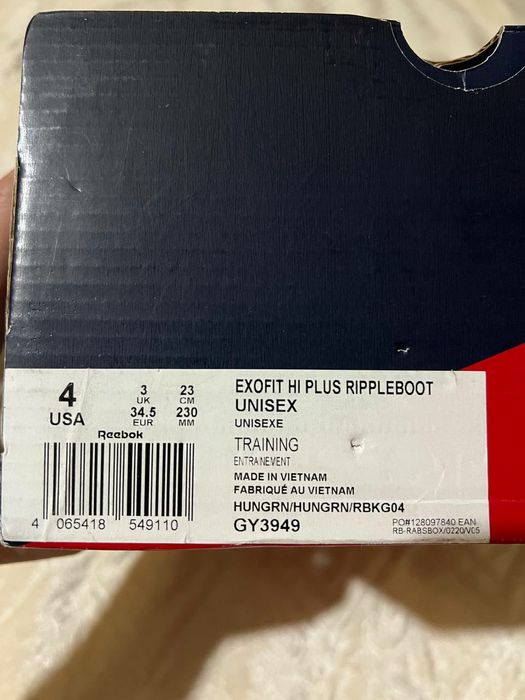 4
USA
3
UK
23
CM
34.5
EUR
230
MM
Reebok
4 065418 549110
EXOFIT HI PLUS RIPPLEBOOT
UNISEX
UNISEXE
TRAINING
ENTRAINEMENT
MADE IN VIETNAM
FABRIQUÉ AU VIETNAM
HUNGRN/HUNGRN/RBKG04
GY3949
PO#128097840 EAN
RB-RABSBOX/0220/V05